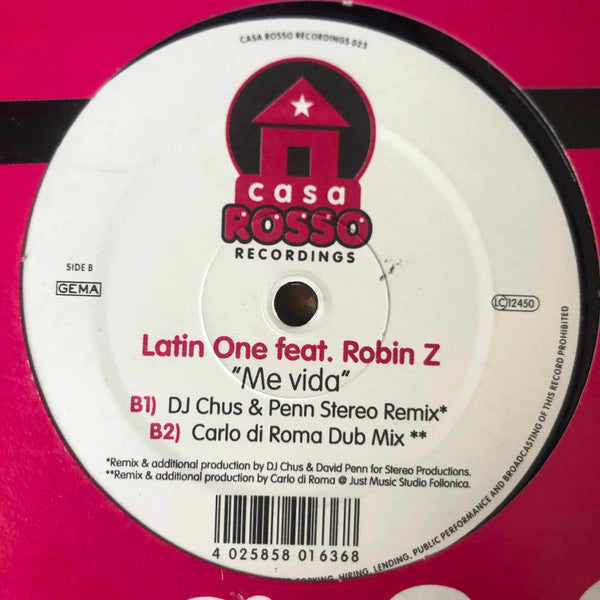 CASA ROSSO RECORDINGS 023
casa
ROSSO
RECORDINGS
SIDE B
GEMA
LC 12450
Latin One feat. Robin Z
"Me vida"
B1) DJ Chus & Penn Stereo Remix*
B2) Carlo di Roma Dub Mix **
*Remix & additional production by DJ Chus & David Penn for Stereo Productions.
**Remix & additional production by Carlo di Roma @ Just Music Studio Follonica.
4 025858 016368
COPYING, HIRING, LENDING, PUBLIC PERFORMANCE AND BROADCASTING OF THIS RECORD PROHIBITED